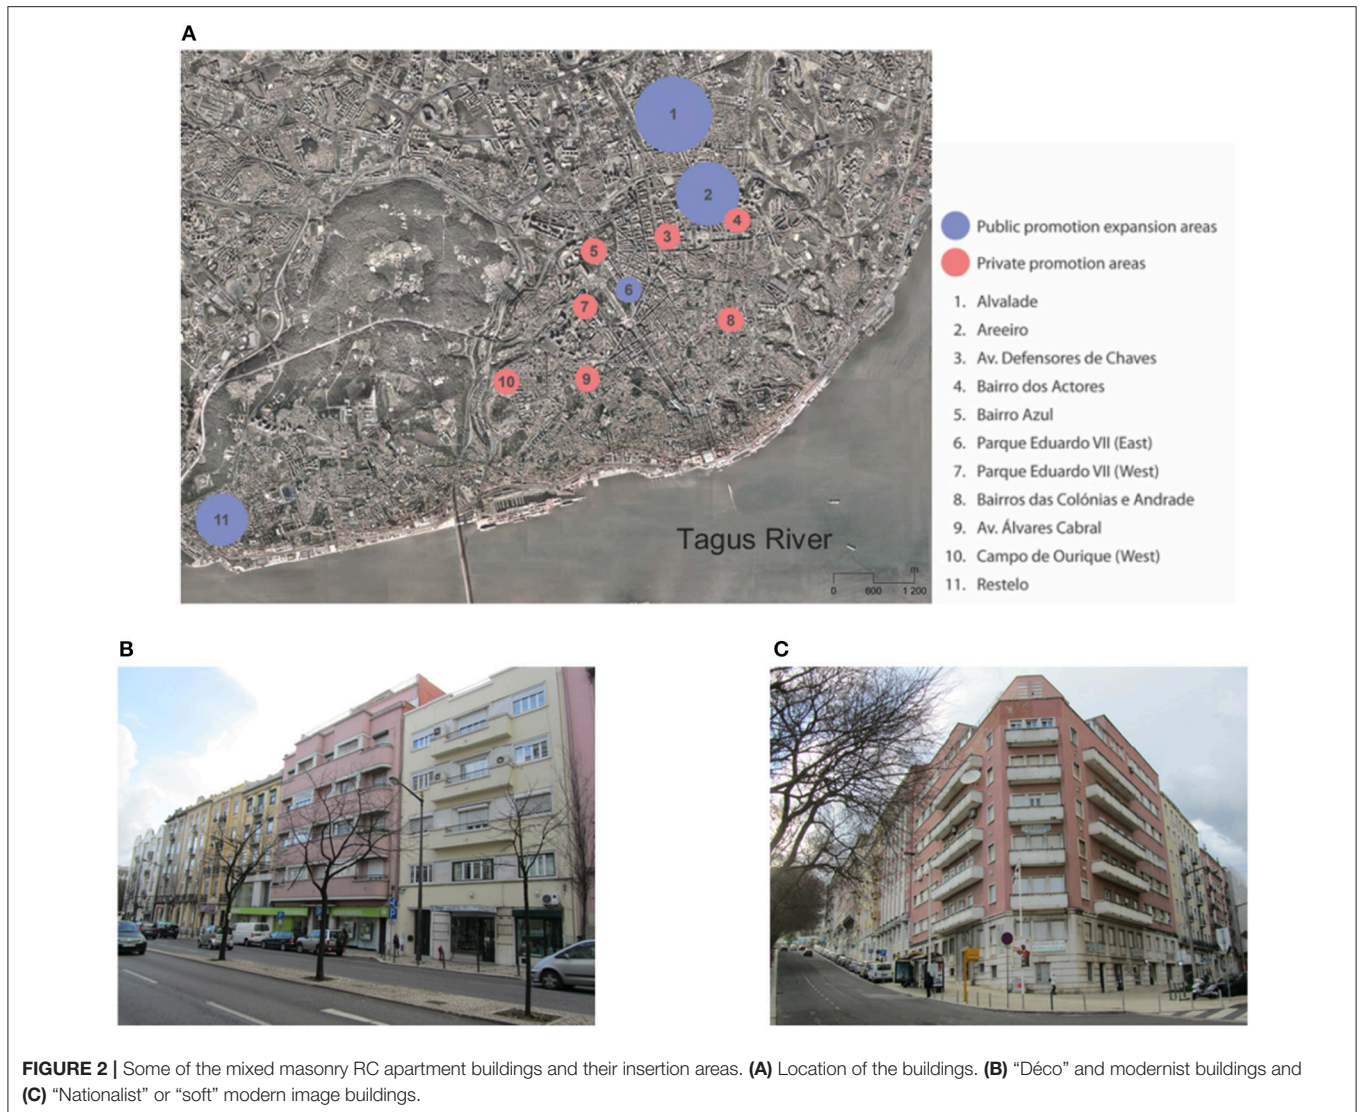 A
1
2
3
4
5
6
7
8
9
10
11
Tagus River
m
0 600 1 200
Public promotion expansion areas
Private promotion areas
1. Alvalade
2. Areeiro
3. Av. Defensores de Chaves
4. Bairro dos Actores
5. Bairro Azul
6. Parque Eduardo VII (East)
7. Parque Eduardo VII (West)
8. Bairros das Colónias e Andrade
9. Av. Álvares Cabral
10. Campo de Ourique (West)
11. Restelo
B
C
P
FIGURE 2 | Some of the mixed masonry RC apartment buildings and their insertion areas. (A) Location of the buildings. (B) “Déco” and modernist buildings and
(C) “Nationalist” or “soft” modern image buildings.